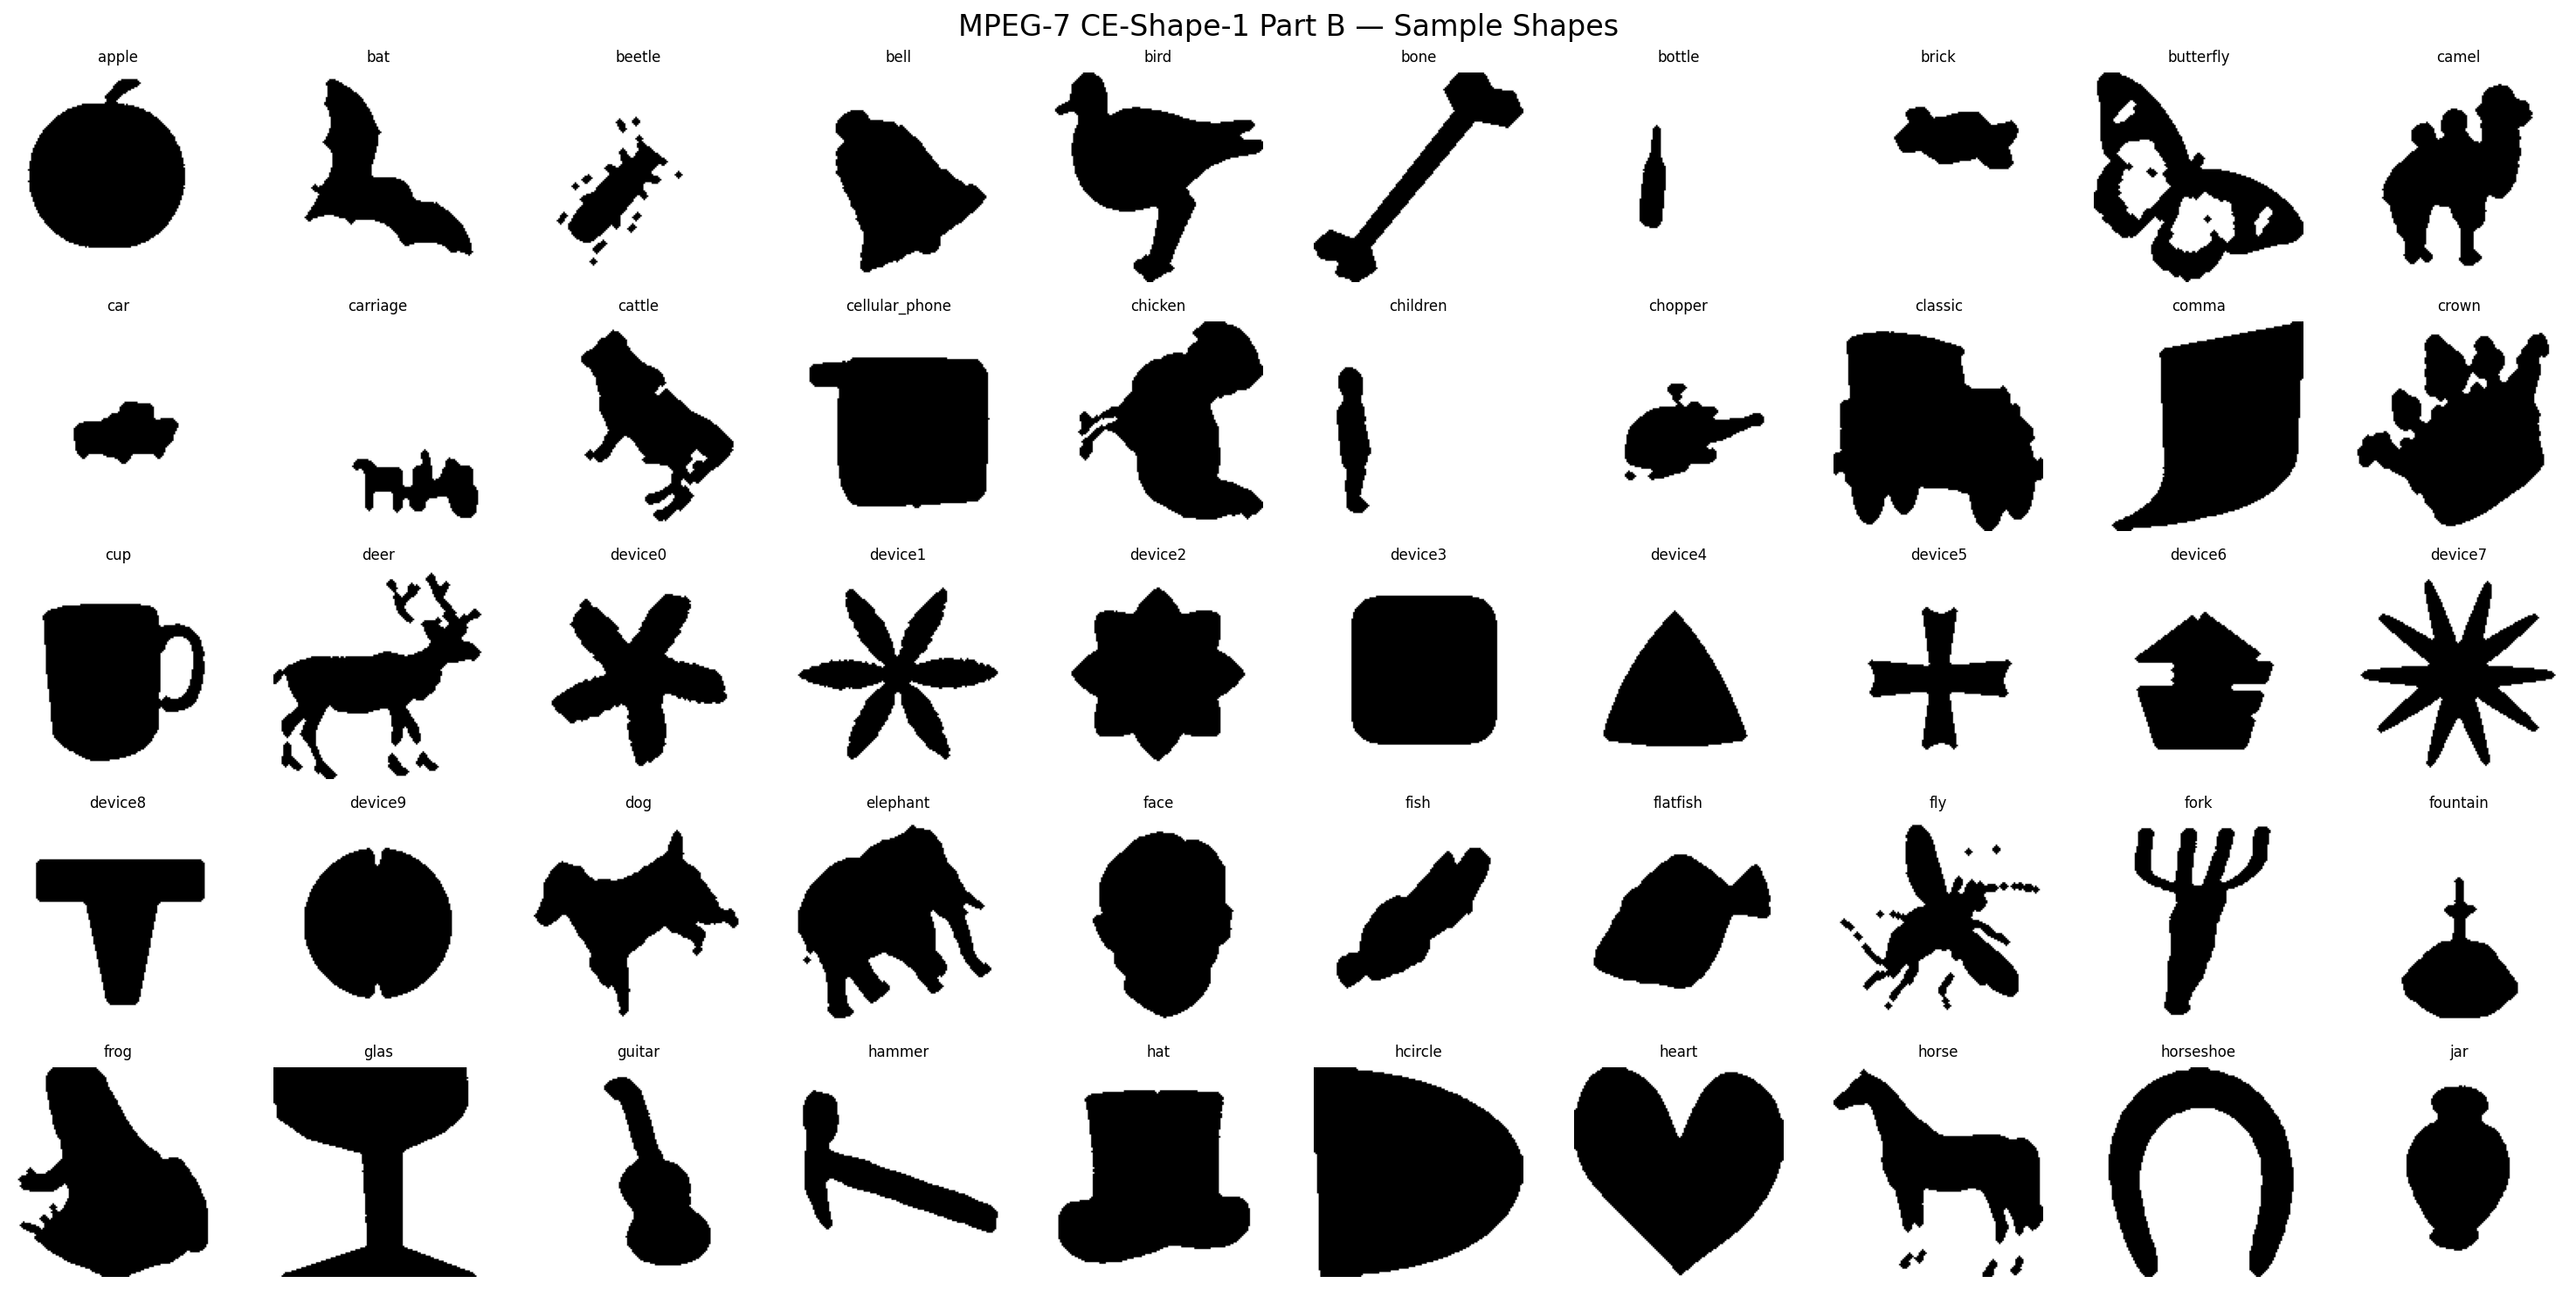 MPEG-7 CE-Shape-1 Part B — Sample Shapes
apple bat beetle bell bird bone bottle brick butterfly camel
car carriage cattle cellular_phone chicken children chopper classic comma crown
cup deer device0 device1 device2 device3 device4 device5 device6 device7
device8 device9 dog elephant face fish flatfish fly fork fountain
frog glas guitar hammer hat hcircle heart horse horseshoe jar